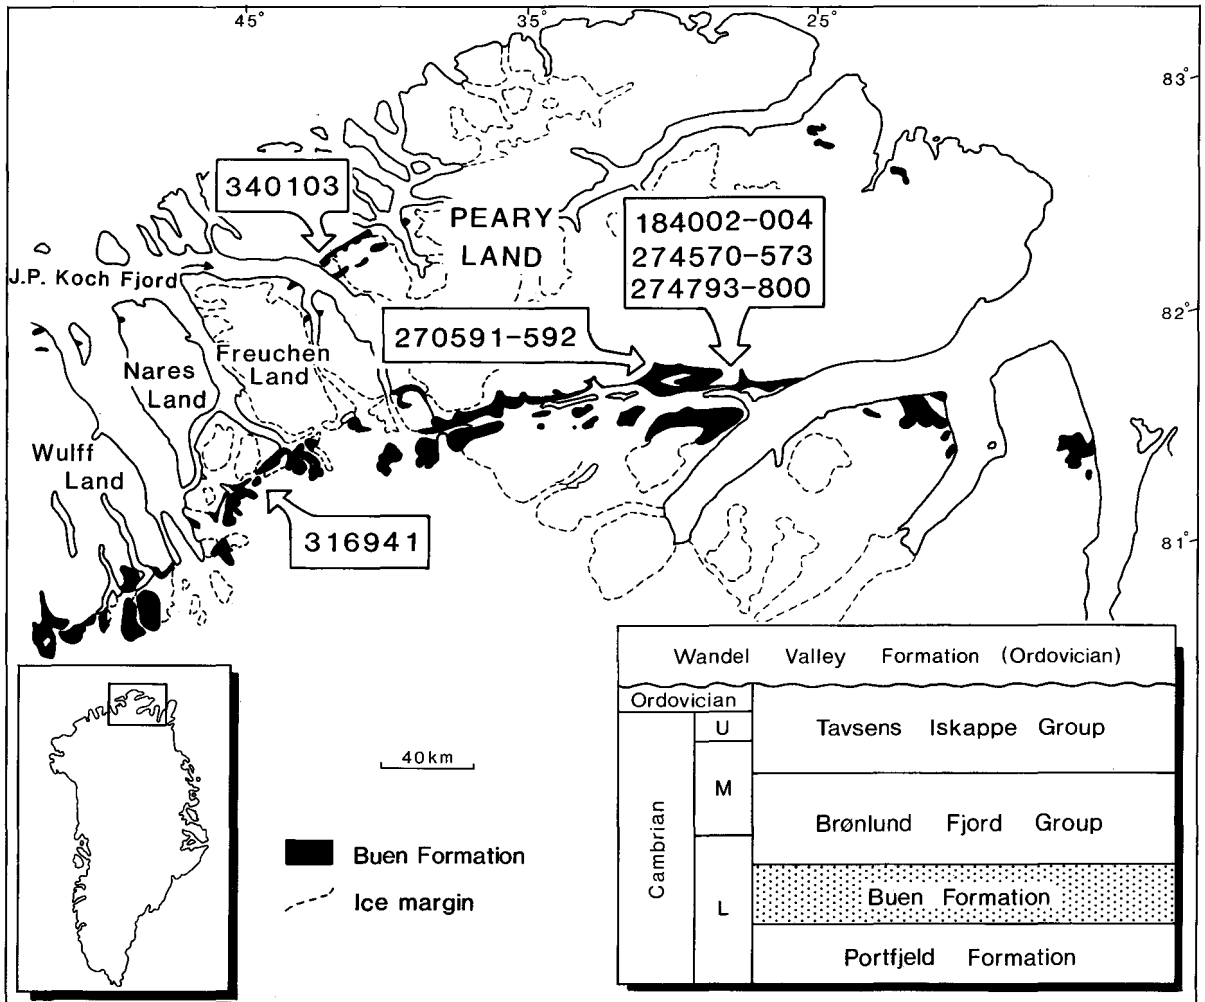 45°
35°
25°
83°
340103
PEARY
LAND
184002-004
274570-573
274793-800
J.P. Koch Fjord
82°
270591-592
Freuchen
Land
Nares
Land
Wulff
Land
316941
81°
Wandel Valley Formation (Ordovician)
Ordovician
U
Tavsens Iskappe Group
M
Brønlund Fjord Group
Cambrian
L
Buen Formation
Portfjeld Formation
40km
Buen Formation
Ice margin